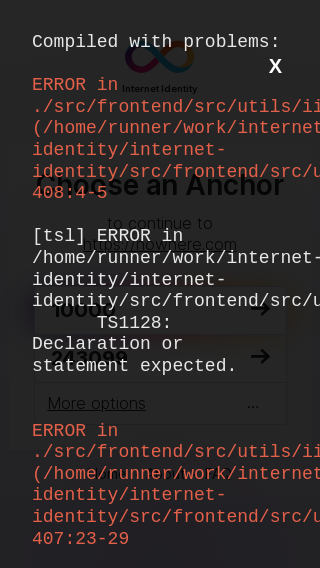 Compiled with problems:
X
Internet Identity
ERROR in
./src/frontend/src/utils/ii
(/home/runner/work/internet
identity/internet-
identity/src/frontend/src/u
408:4-5
Choose an Anchor
to continue to
https://nowhere.com
[tsl] ERROR in
/home/runner/work/internet-
identity/internet-
identity/src/frontend/src/u
10000
TS1128:
Declaration or
243099
statement expected.
More options
…
ERROR in
./src/frontend/src/utils/ii
(/home/runner/work/internet
identity/internet-
identity/src/frontend/src/u
407:23-29